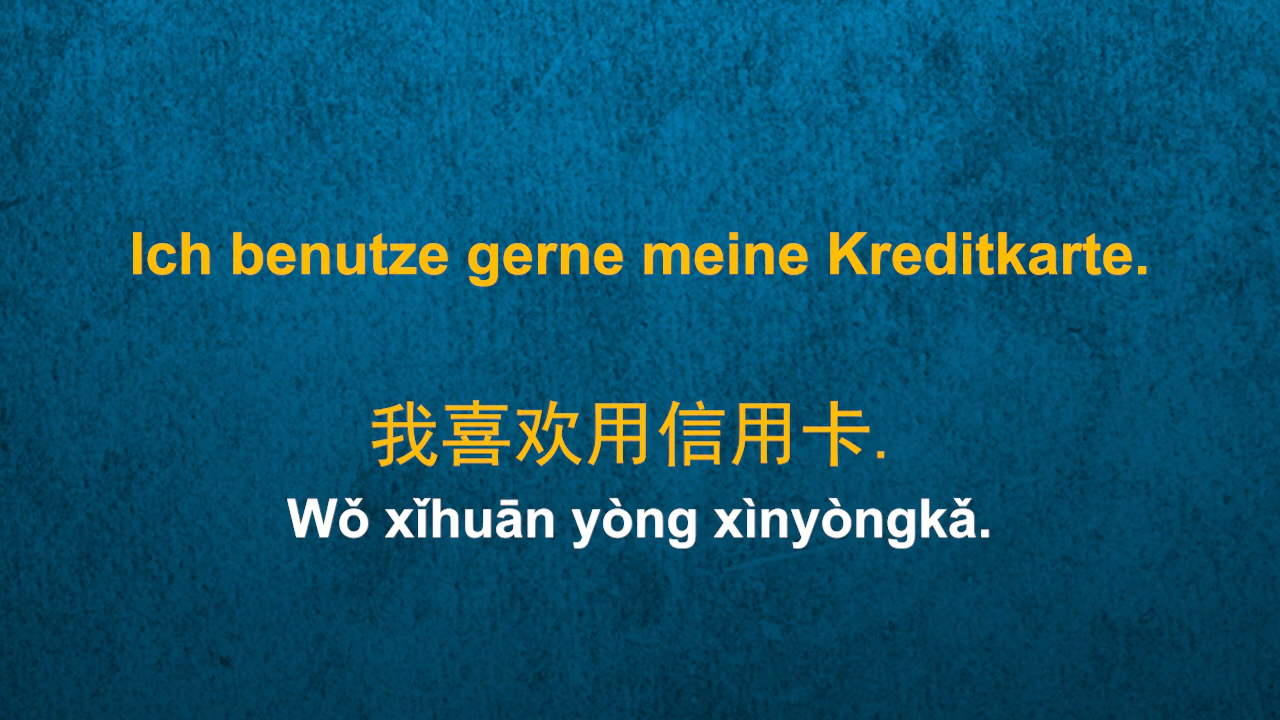 Ich benutze gerne meine Kreditkarte.
我喜欢用信用卡.
Wǒ xǐhuān yòng xìnyòngkǎ.